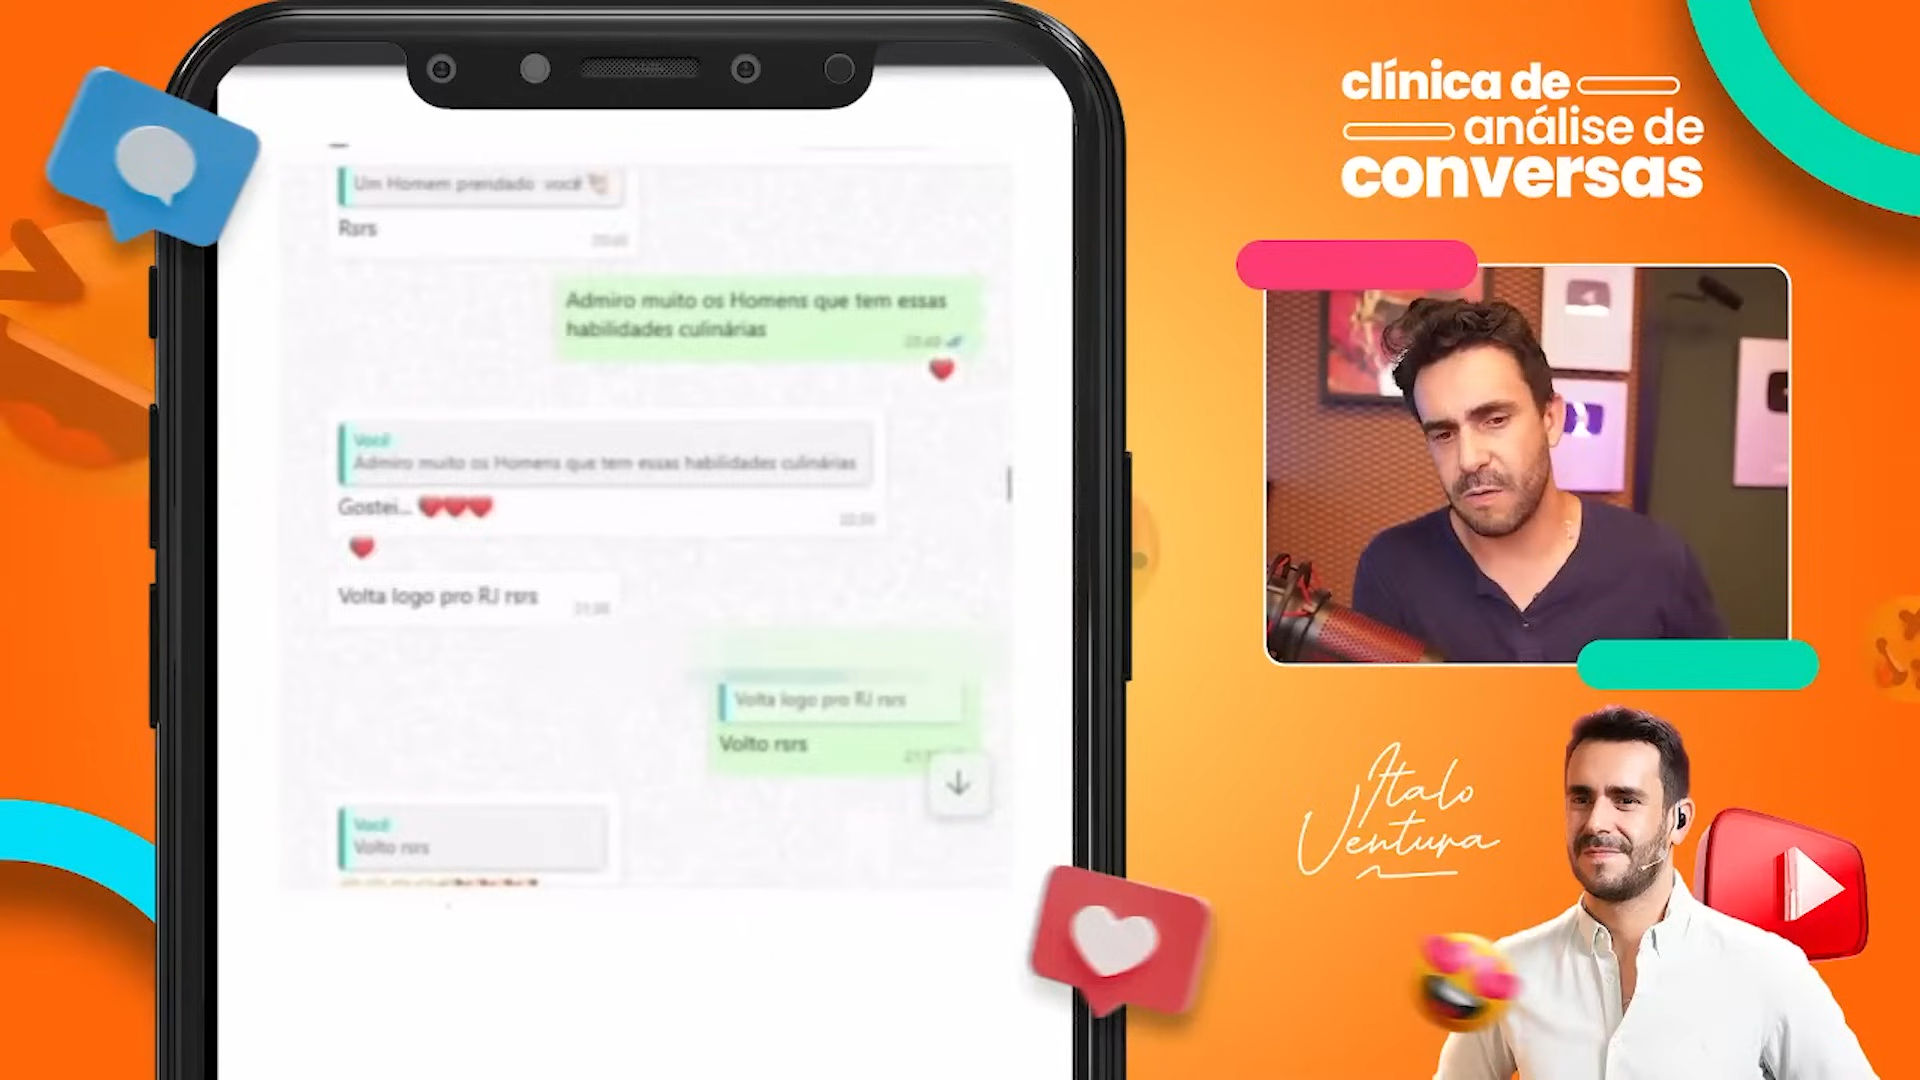 clínica de
análise de
conversas
Um Homem prendado você
Rsrs
Admiro muito os Homens que tem essas
habilidades culinárias
Você
Admiro muito os Homens que tem essas habilidades culinárias
Gostei...
Volta logo pro RJ rsrs
Volta logo pro RJ rsrs
Volto rsrs
Você
Volto rsrs
Italo
Ventura